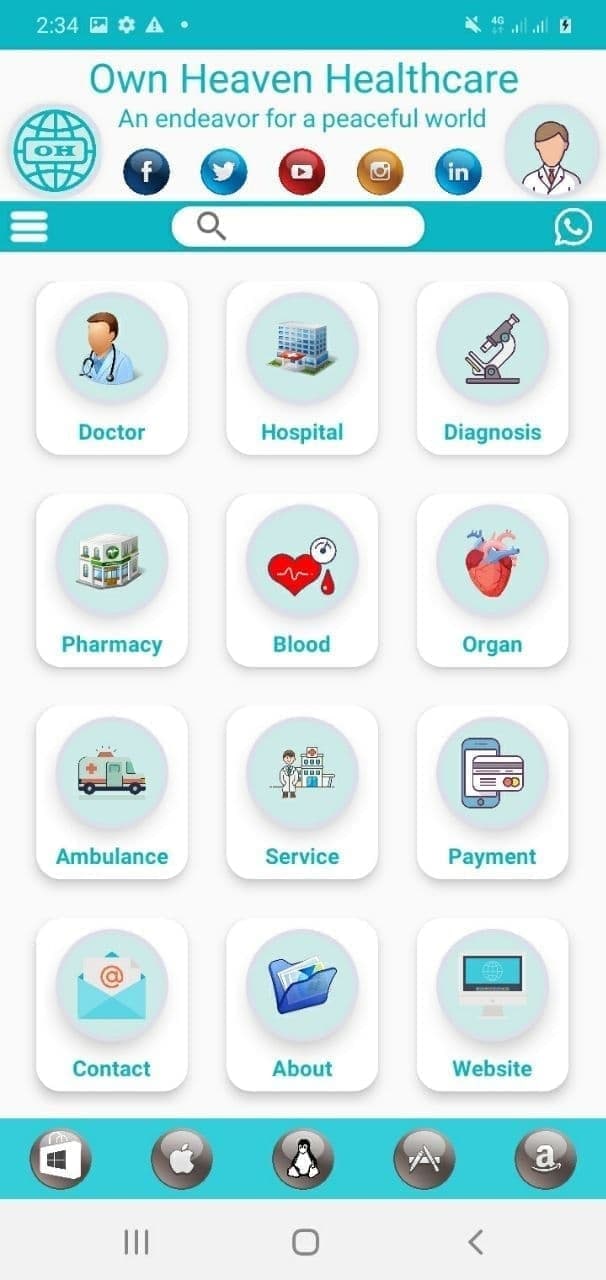 2:34
4G
Own Heaven Healthcare
An endeavor for a peaceful world
OH
Doctor
Hospital
Diagnosis
Pharmacy
Blood
Organ
Ambulance
Service
Payment
Contact
About
Website